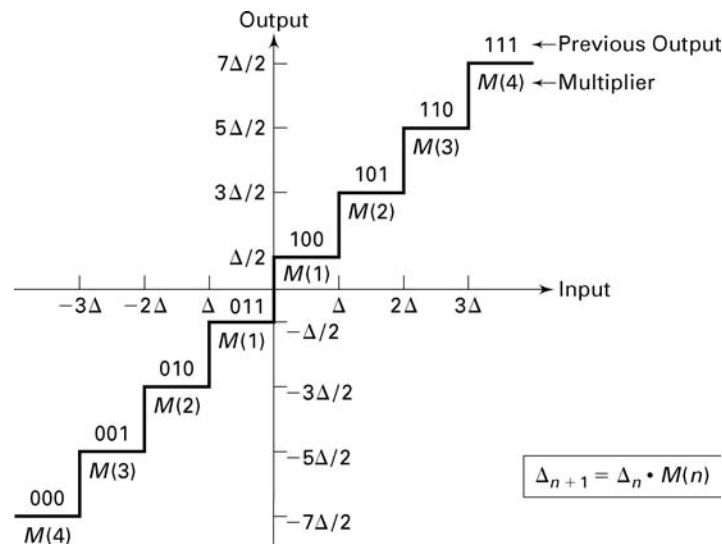 Output
111 ←Previous Output
7Δ/2
M(4) ←Multiplier
110
5Δ/2
M(3)
101
3Δ/2
M(2)
100
Δ/2
M(1)
Input
−3Δ −2Δ Δ 011 Δ 2Δ 3Δ
M(1) −Δ/2
010
−3Δ/2
M(2)
001
−5Δ/2
M(3)
Δn + 1 = Δn • M(n)
000
−7Δ/2
M(4)